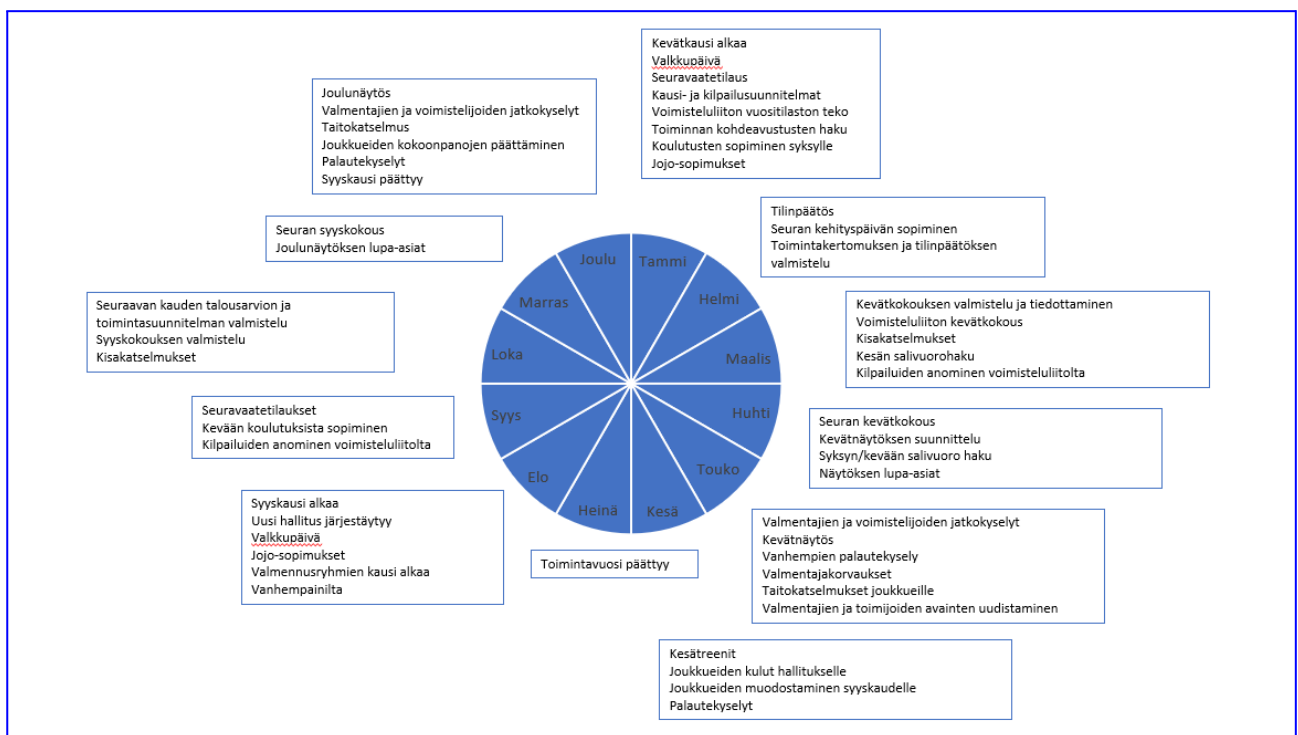 Kevätkausi alkaa
Valkkupäivä
Seuravaatetilaus
Kausi- ja kilpailusuunnitelmat
Voimisteluliiton vuositilaston teko
Toiminnan kohdeavustusten haku
Koulutusten sopiminen syksylle
Jojo-sopimukset
Joulunäytös
Valmentajien ja voimistelijoiden jatkokyselyt
Taitokatselmus
Joukkueiden kokoonpanojen päättäminen
Palautekyselyt
Syyskausi päättyy
Tilinpäätös
Seuran kehityspäivän sopiminen
Toimintakertomuksen ja tilinpäätöksen
valmistelu
Seuran syyskokous
Joulunäytöksen lupa-asiat
Joulu
Tammi
Marras
Helmi
Loka
Maalis
Syys
Huhti
Elo
Touko
Heinä
Kesä
Seuraavan kauden talousarvion ja
toimintasuunnitelman valmistelu
Syyskokouksen valmistelu
Kisakatselmukset
Kevätkokouksen valmistelu ja tiedottaminen
Voimisteluliiton kevätkokous
Kisakatselmukset
Kesän salivuorohaku
Kilpailuiden anominen voimisteluliitolta
Seuravaatetilaukset
Kevään koulutuksista sopiminen
Kilpailuiden anominen voimisteluliitolta
Seuran kevätkokous
Kevätnäytöksen suunnittelu
Syksyn/kevään salivuoro haku
Näytöksen lupa-asiat
Syyskausi alkaa
Uusi hallitus järjestäytyy
Valkkupäivä
Jojo-sopimukset
Valmennusryhmien kausi alkaa
Vanhempainilta
Toimintavuosi päättyy
Valmentajien ja voimistelijoiden jatkokyselyt
Kevätnäytös
Vanhempien palautekysely
Valmentajakorvaukset
Taitokatselmukset joukkueille
Valmentajien ja toimijoiden avainten uudistaminen
Kesätreenit
Joukkueiden kulut hallitukselle
Joukkueiden muodostaminen syyskaudelle
Palautekyselyt